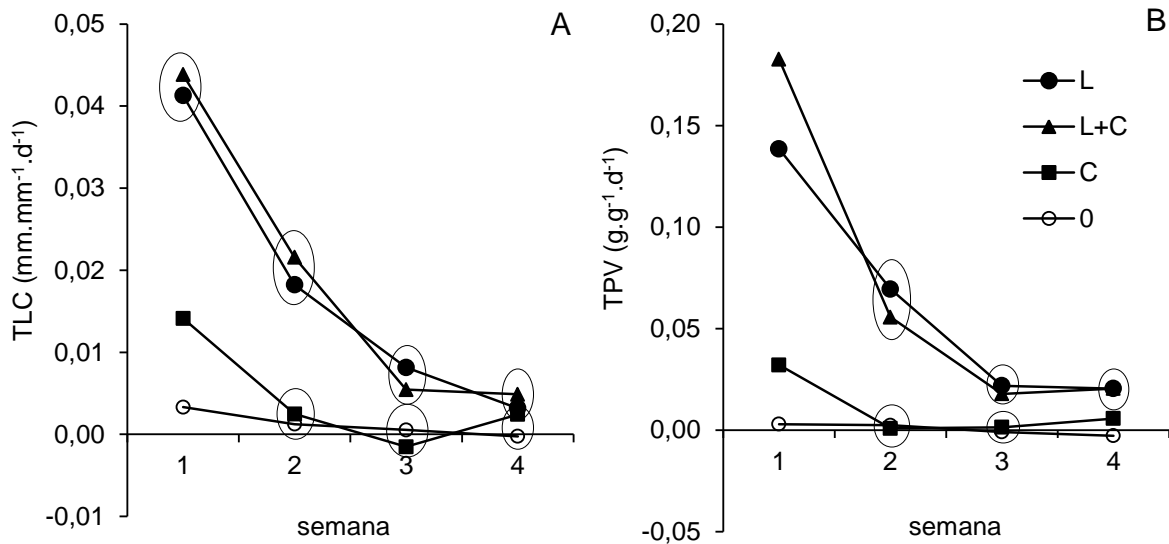 A
0,05
0,04
0,03
0,02
0,01
0,00
-0,01
TLC (mm.mm⁻¹.d⁻¹)
1 2 3 4
semana
B
0,20
0,15
0,10
0,05
0,00
-0,05
TPV (g.g⁻¹.d⁻¹)
L
L+C
C
0
1 2 3 4
semana